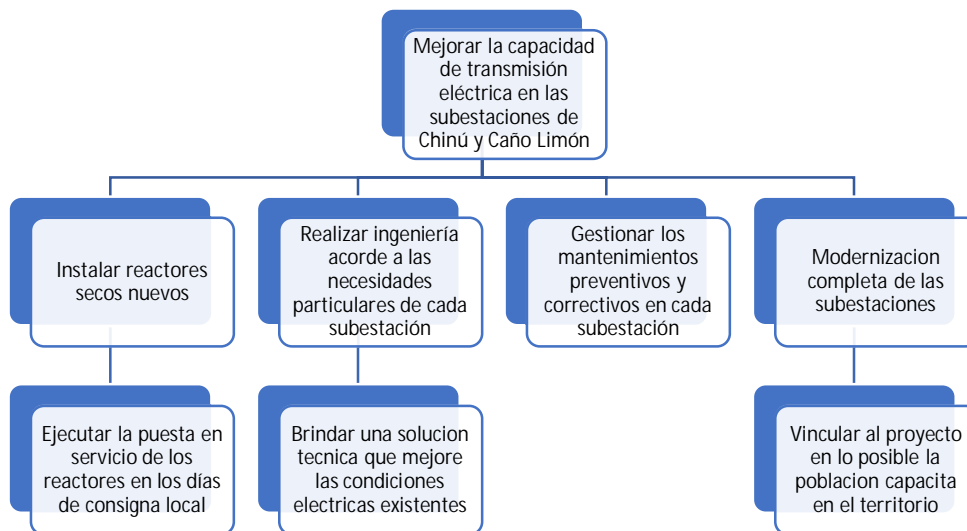 Mejorar la capacidad
de transmisión
eléctrica en las
subestaciones de
Chinú y Caño Limón
Instalar reactores
secos nuevos
Realizar ingeniería
acorde a las
necesidades
particulares de cada
subestación
Gestionar los
mantenimientos
preventivos y
correctivos en cada
subestación
Modernizacion
completa de las
subestaciones
Ejecutar la puesta en
servicio de los
reactores en los días
de consigna local
Brindar una solucion
tecnica que mejore
las condiciones
electricas existentes
Vincular al proyecto
en lo posible la
poblacion capacita
en el territorio